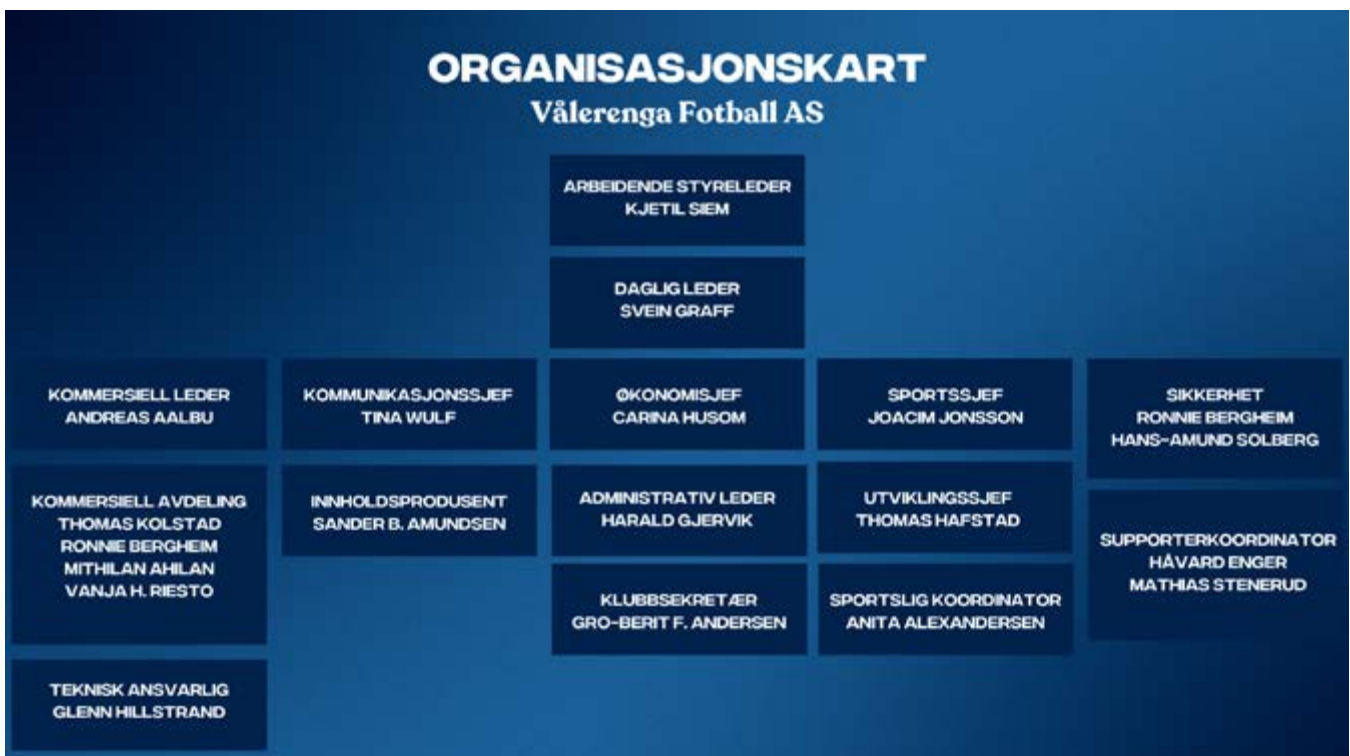 ORGANISASJONSKART
Vålerenga Fotball AS
ARBEIDENDE STYRELEDER
KJETIL SIEM
DAGLIG LEDER
SVEIN GRAFF
KOMMERSIELL LEDER
ANDREAS AALBU
KOMMUNIKASJONSSJEF
TINA WULF
ØKONOMISJEF
CARINA HUSOM
SPORTSSJEF
JOACIM JONSSON
SIKKERHET
RONNIE BERGHEIM
HANS-AMUND SOLBERG
KOMMERSIELL AVDELING
THOMAS KOLSTAD
RONNIE BERGHEIM
MITHILAN AHILAN
VANJA H. RIESTO
INNHOLDSPRODUSENT
SANDER B. AMUNDSEN
ADMINISTRATIV LEDER
HARALD GJERVIK
UTVIKLINGSSJEF
THOMAS HAFSTAD
SUPPORTERKOORDINATOR
HÅVARD ENGER
MATHIAS STENERUD
KLUBBSEKRETÆR
GRO-BERIT F. ANDERSEN
SPORTSLIG KOORDINATOR
ANITA ALEXANDERSEN
TEKNISK ANSVARLIG
GLENN HILLSTRAND